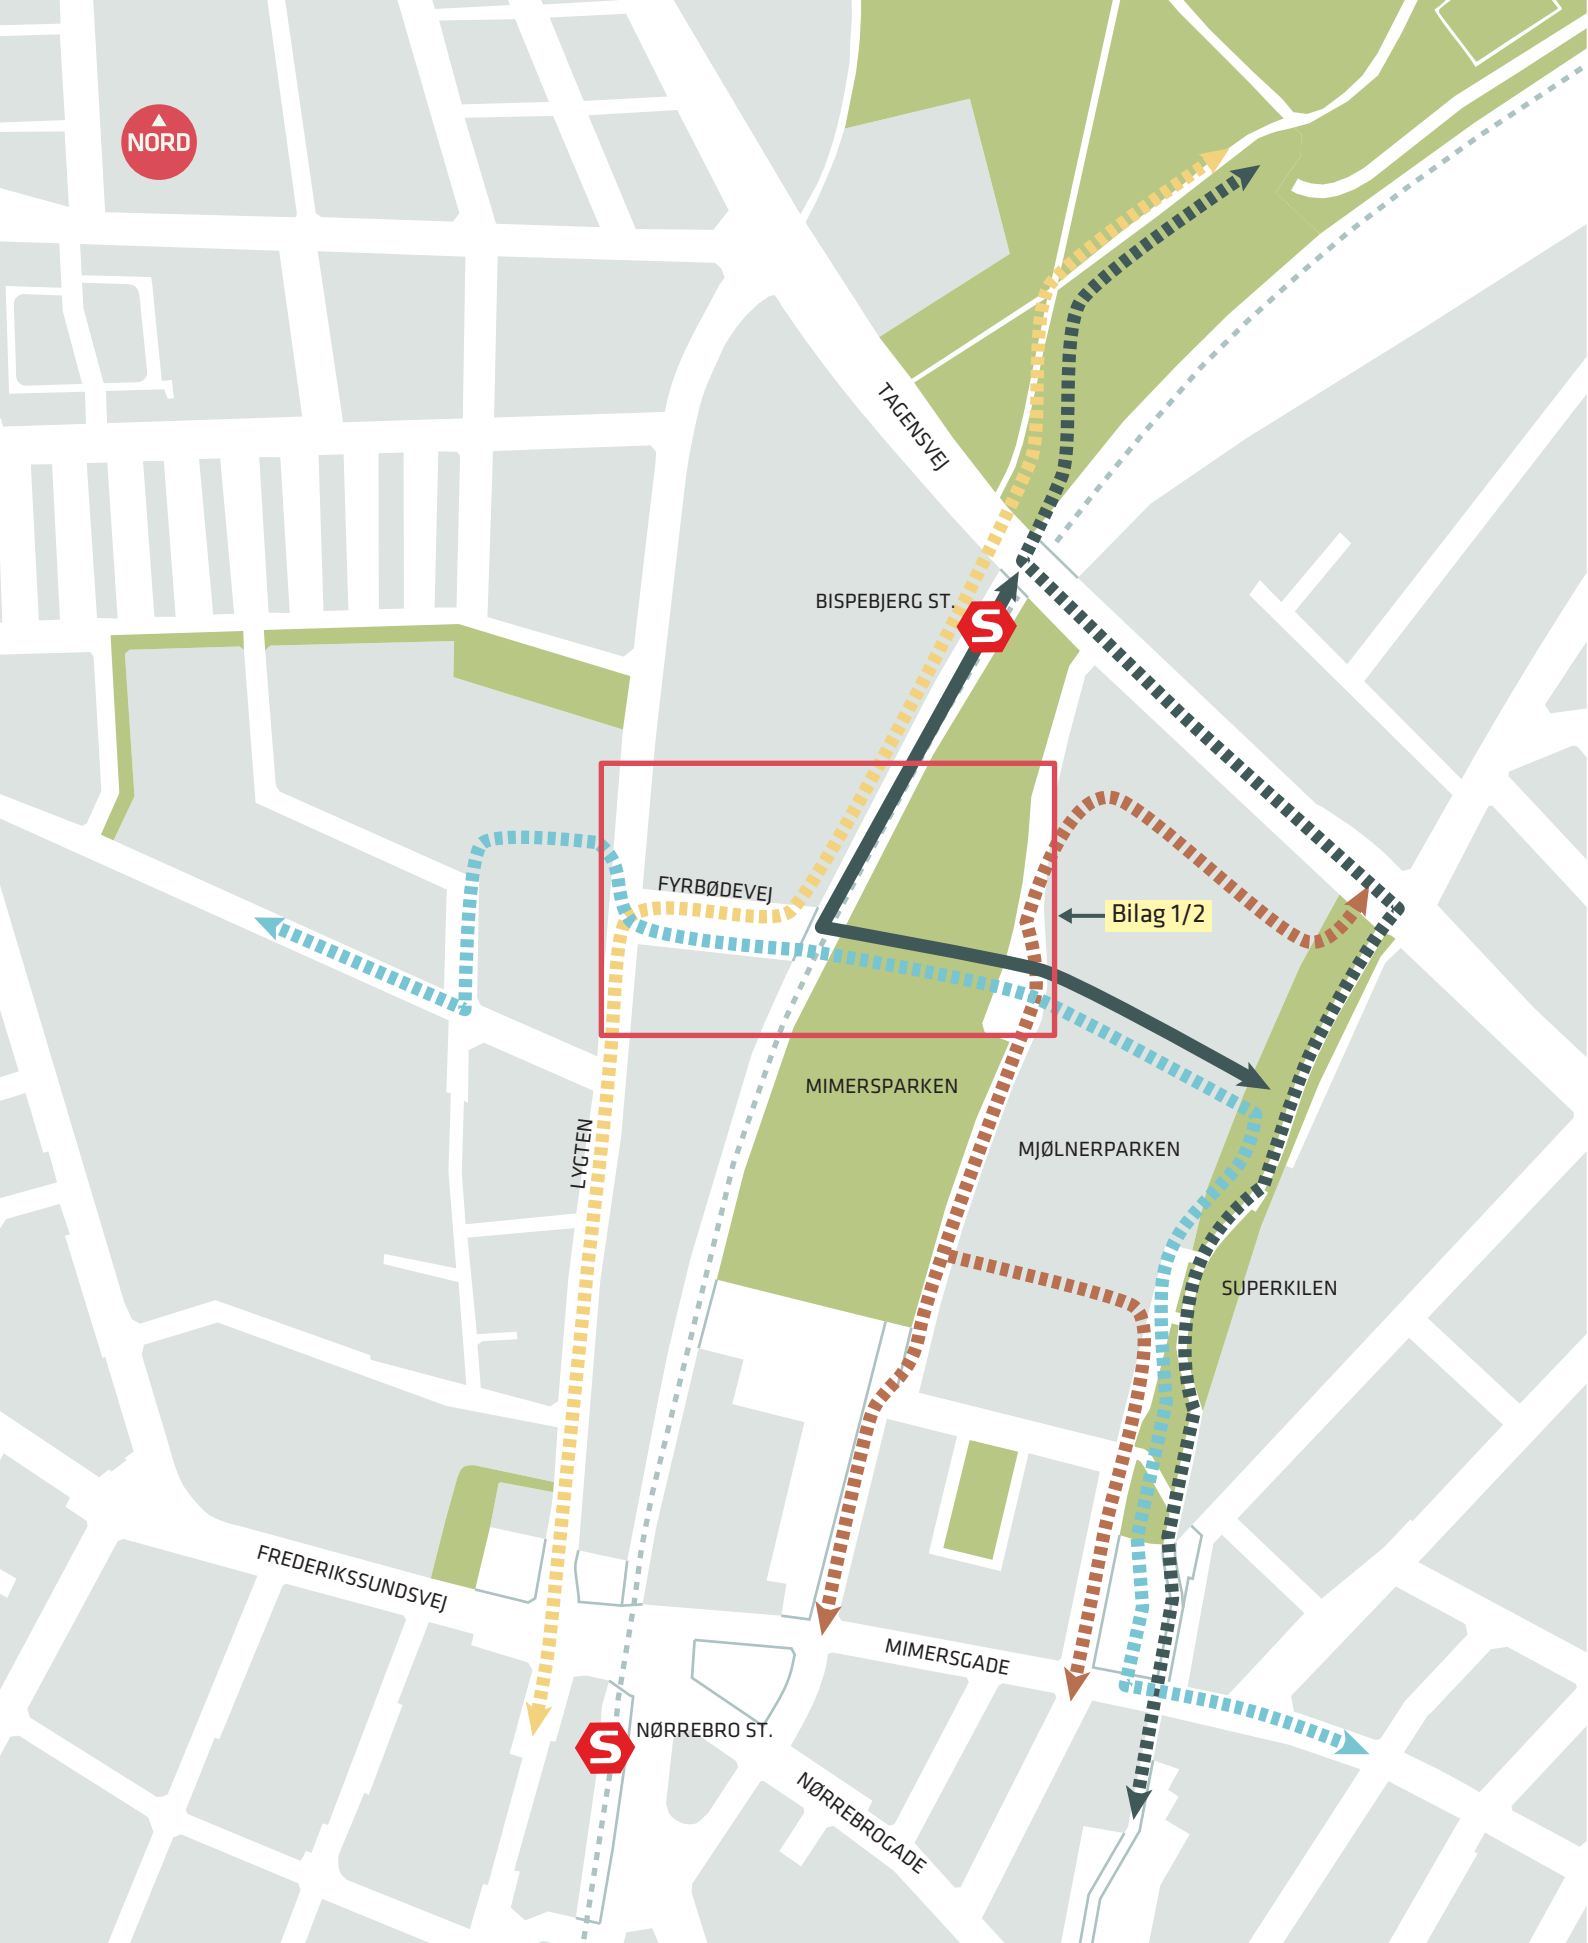 NORD
TAGENSVEJ
BISPEBJERG ST.
S
FYRBØDEVEJ
Bilag 1/2
MIMERSPARKEN
MJØLNERPARKEN
LYGTEN
SUPERKILEN
FREDERIKSSUNDSVEJ
MIMERSGADE
S
NØRREBRO ST.
NØRREBROGADE